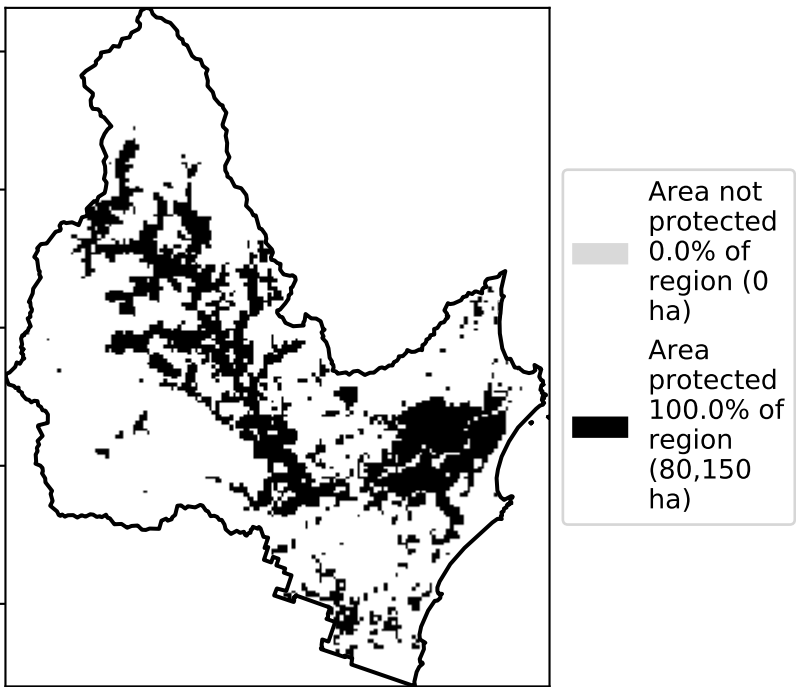 Area not
protected
0.0% of
region (0
ha)
Area
protected
100.0% of
region
(80,150
ha)